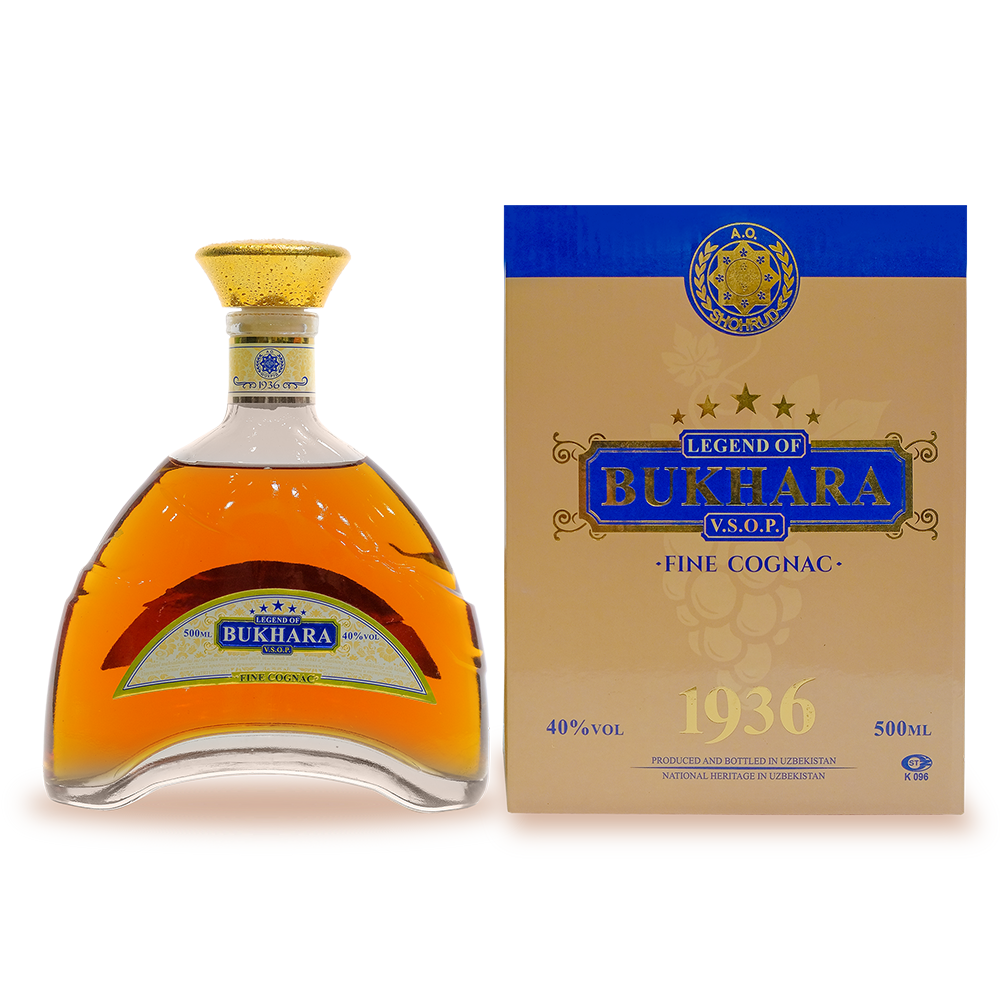 1936
LEGEND OF
500ML BUKHARA 40%VOL
V.S.O.P.
FINE COGNAC
A.O.
SHOHRUD
LEGEND OF
BUKHARA
V.S.O.P.
·FINE COGNAC·
1936
40%VOL 500ML
PRODUCED AND BOTTLED IN UZBEKISTAN
NATIONAL HERITAGE IN UZBEKISTAN
ST
K 096